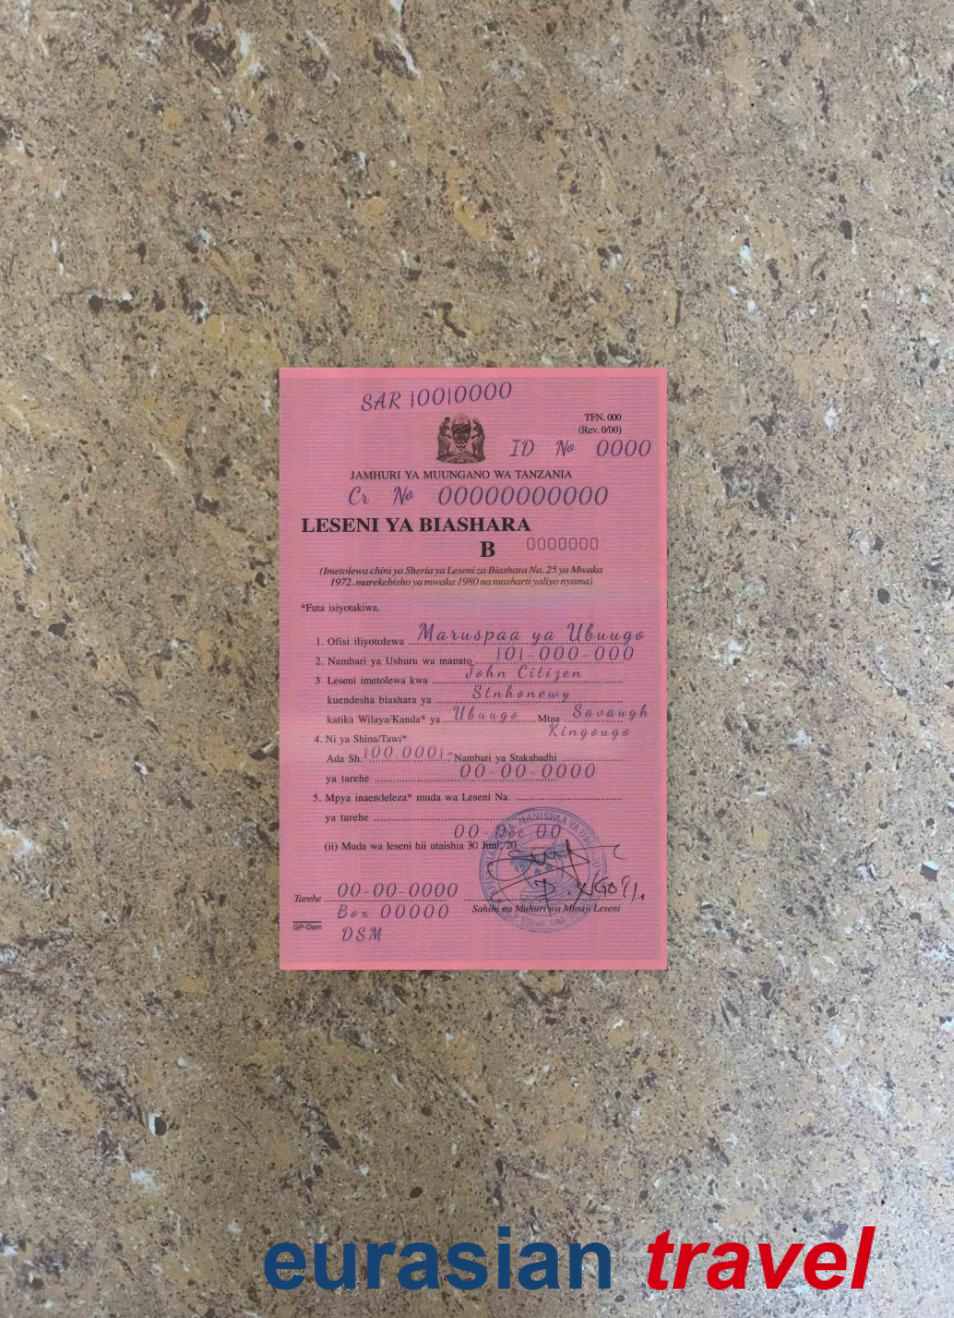 SAR 10010000
TFN. 000
(Rev. 0/00)
ID No 0000
JAMHURI YA MUUNGANO WA TANZANIA
Cr No 00000000000
LESENI YA BIASHARA
B 0000000
(Imetolewa chini ya Sheria ya Leseni za Biashara Na. 25 ya Mwaka
1972. marekebisho ya mwaka 1980 na masharti yaliyo nyuma)
*Futa isiyotakiwa.
1. Ofisi iliyotolewa Maruspaa ya Ubuugo
2. Nambari ya Ushuru wa mapato 101-000-000
3 Leseni imetolewa kwa John Citizen
kuendesha biashara ya Stnhonewy
katika Wilaya/Kanda* ya Ubuugo Mtaa Savawgh
Kingougo
4. Ni ya Shina/Tawi*
Ada Sh. 100.000/= Nambari ya Stakabadhi
ya tarehe 00-00-0000
5. Mpya inaendeleza* muda wa Leseni Na.
ya tarehe
00-Dec 00
(ii) Muda wa leseni hii utaishia 30 Juni, 20
MANISPAA YA
Tarehe 00-00-0000
Sahihi na Muhuri wa Mtoaji Leseni
Box 00000
GP-Dsm
DSM
eurasian travel